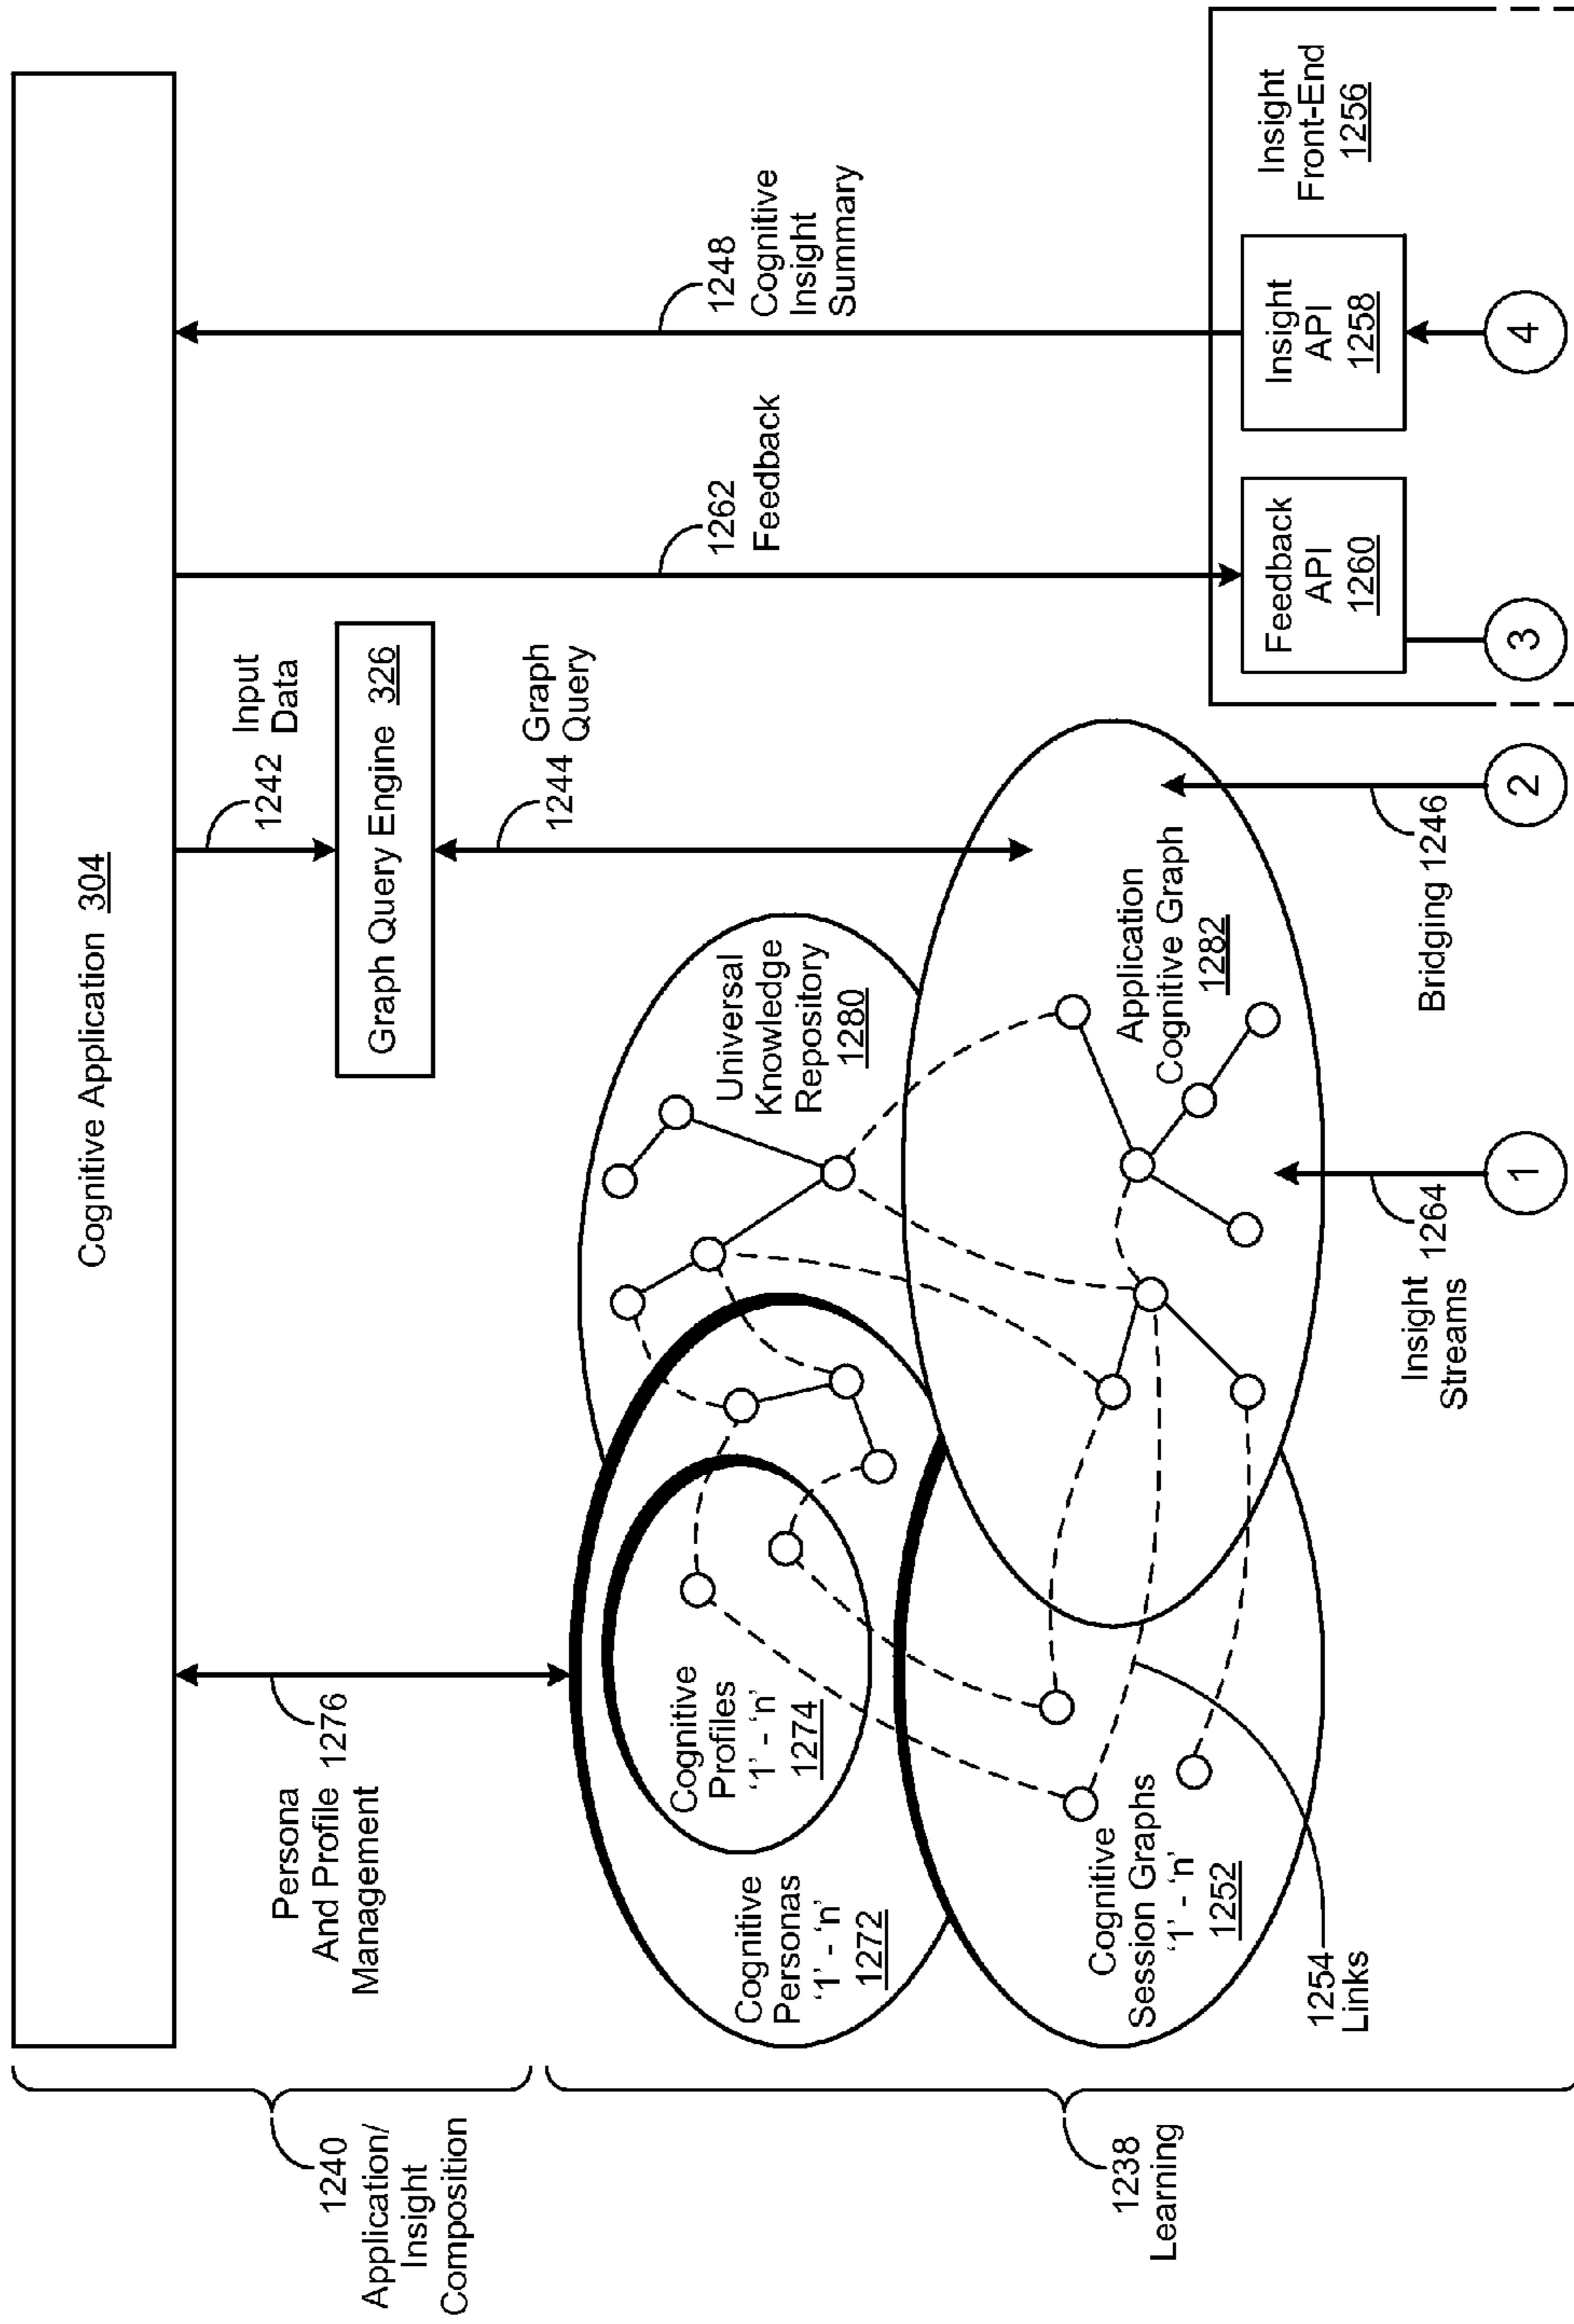 Cognitive Application 304
1240
Application/
Insight
Composition
Persona
And Profile 1276
Management
1242 Input
Data
Graph Query Engine 326
1244 Graph
Query
1262
Feedback
1248
Cognitive
Insight
Summary
1238
Learning
Cognitive
Personas
‘1’ - ‘n’
1272
Cognitive
Profiles
‘1’ - ‘n’
1274
Universal
Knowledge
Repository
1280
Cognitive
Session Graphs
‘1’ - ‘n’
1252
1254
Links
Application
Cognitive Graph
1282
Insight 1264
Streams
Bridging 1246
Feedback
API
1260
Insight
API
1258
Insight
Front-End
1256
1
2
3
4